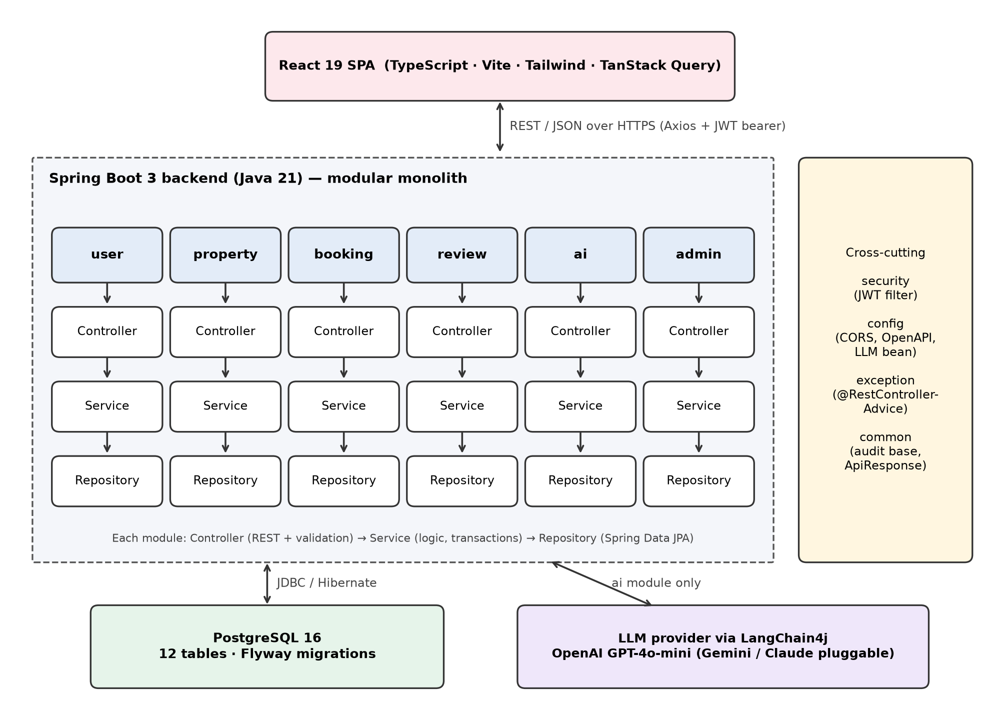 React 19 SPA  (TypeScript · Vite · Tailwind · TanStack Query)
REST / JSON over HTTPS (Axios + JWT bearer)
Spring Boot 3 backend (Java 21) — modular monolith
user
property
booking
review
ai
admin
Controller
Controller
Controller
Controller
Controller
Controller
Service
Service
Service
Service
Service
Service
Repository
Repository
Repository
Repository
Repository
Repository
Each module: Controller (REST + validation) → Service (logic, transactions) → Repository (Spring Data JPA)
Cross-cutting
security
(JWT filter)
config
(CORS, OpenAPI,
LLM bean)
exception
(@RestController-
Advice)
common
(audit base,
ApiResponse)
JDBC / Hibernate
ai module only
PostgreSQL 16
12 tables · Flyway migrations
LLM provider via LangChain4j
OpenAI GPT-4o-mini (Gemini / Claude pluggable)